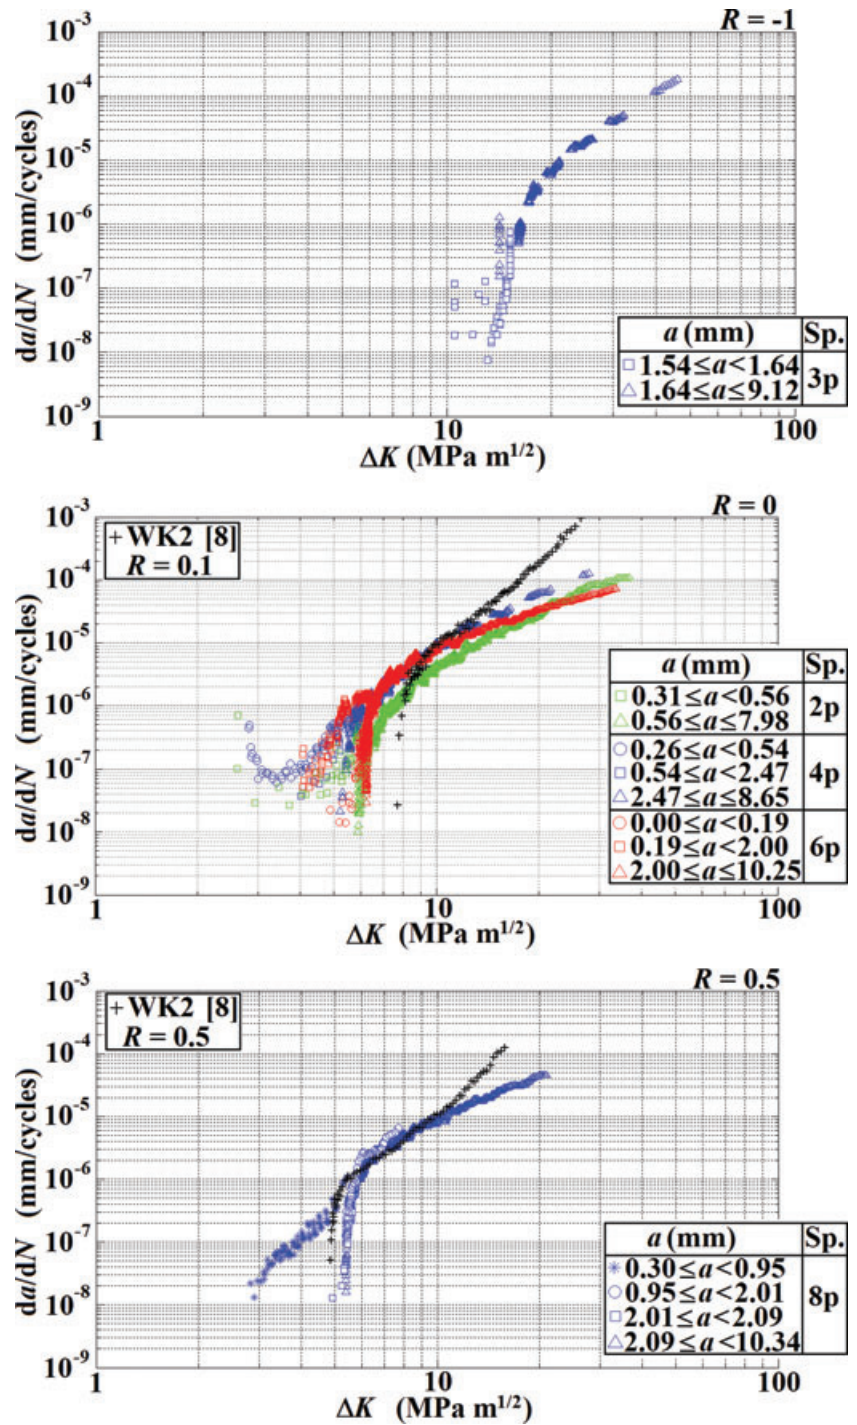 R = -1
10⁻³
10⁻⁴
10⁻⁵
10⁻⁶
10⁻⁷
10⁻⁸
10⁻⁹
da/dN (mm/cycles)
a (mm) Sp.
1.54≤a<1.64
1.64≤a≤9.12
3p
1 10 100
ΔK (MPa m¹/²)
R = 0
10⁻³
10⁻⁴
10⁻⁵
10⁻⁶
10⁻⁷
10⁻⁸
10⁻⁹
da/dN (mm/cycles)
+ WK2 [8]
R = 0.1
a (mm) Sp.
0.31≤a<0.56
0.56≤a≤7.98
2p
0.26≤a<0.54
0.54≤a<2.47
2.47≤a≤8.65
4p
0.00≤a<0.19
0.19≤a<2.00
2.00≤a≤10.25
6p
1 10 100
ΔK (MPa m¹/²)
R = 0.5
10⁻³
10⁻⁴
10⁻⁵
10⁻⁶
10⁻⁷
10⁻⁸
10⁻⁹
da/dN (mm/cycles)
+ WK2 [8]
R = 0.5
a (mm) Sp.
0.30≤a<0.95
0.95≤a<2.01
2.01≤a<2.09
2.09≤a<10.34
8p
1 10 100
ΔK (MPa m¹/²)